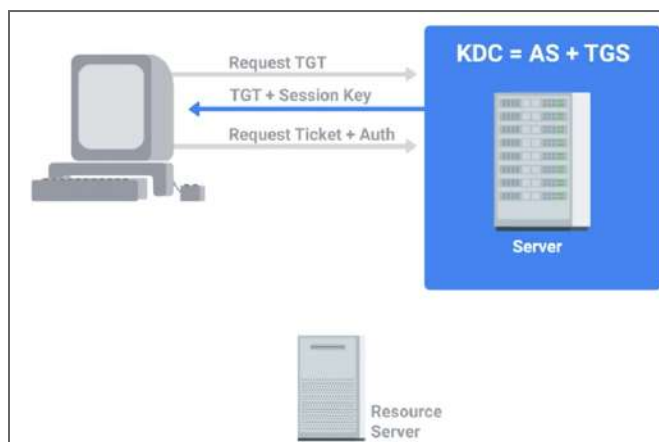 Request TGT
KDC = AS + TGS
TGT + Session Key
Request Ticket + Auth
Server
Resource
Server